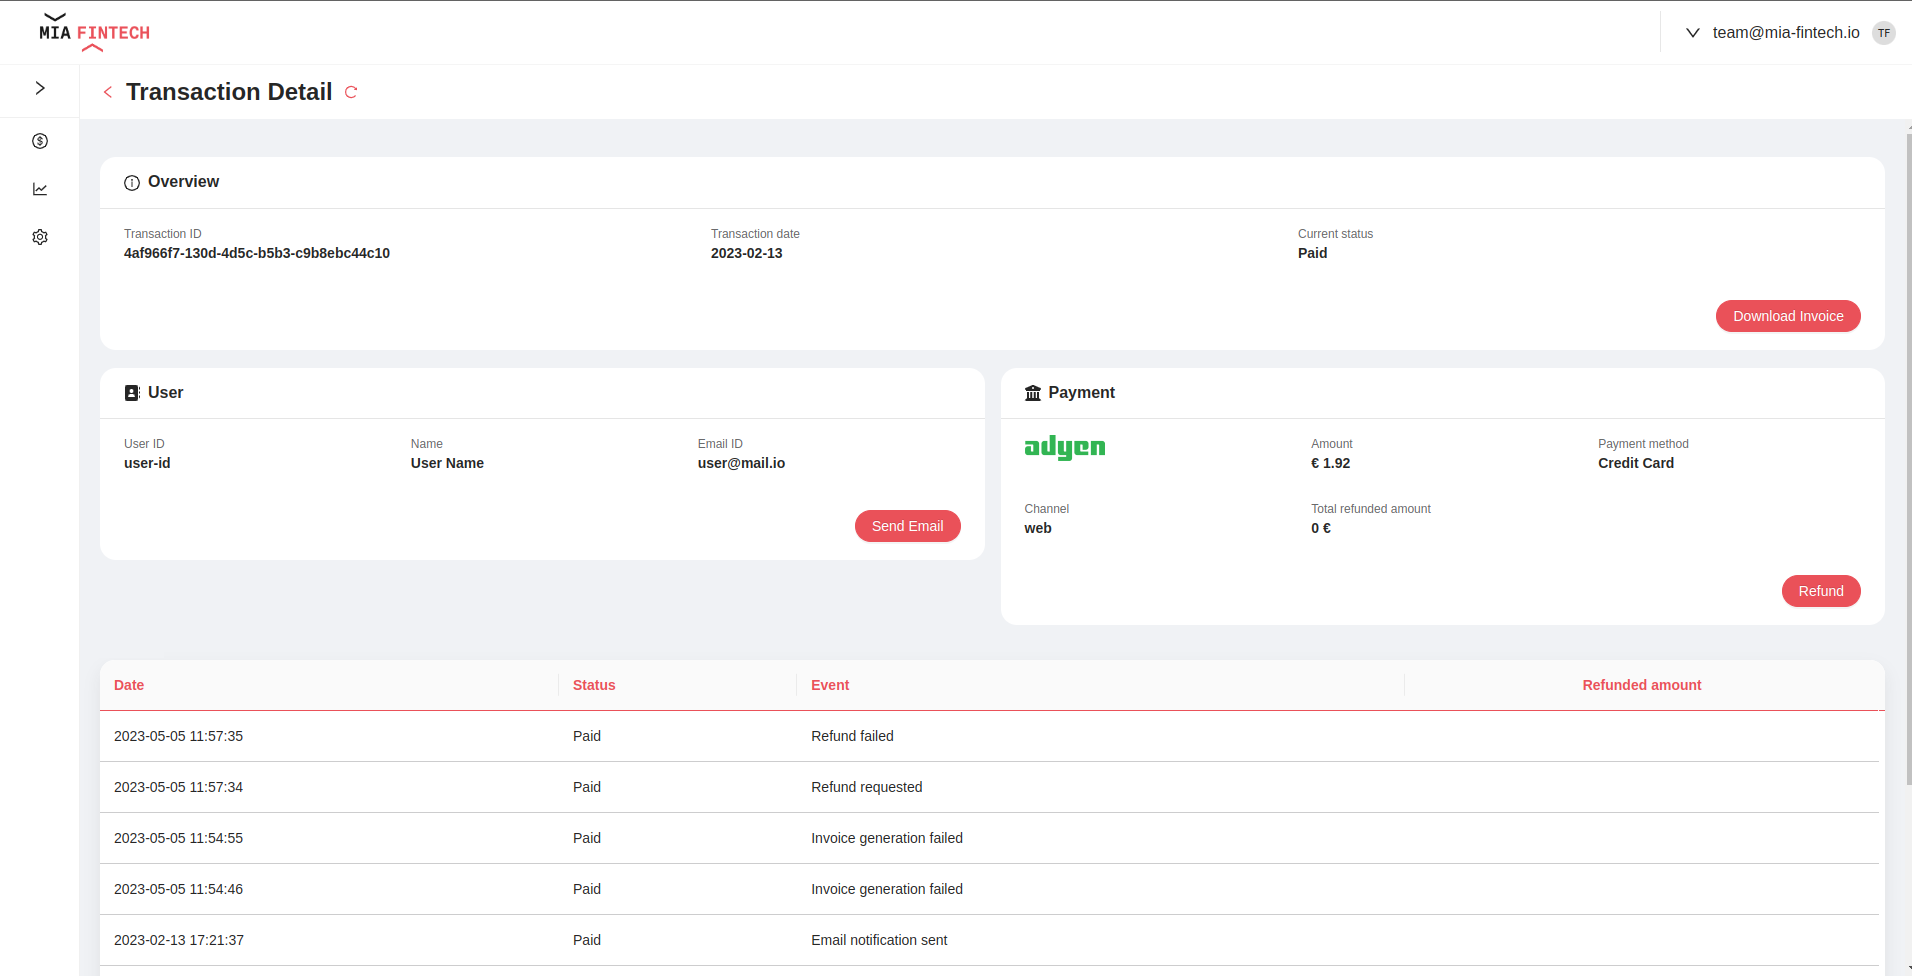 MIA FINTECH
team@mia-fintech.io
TF
Transaction Detail
Overview
Transaction ID
Transaction date
Current status
4af966f7-130d-4d5c-b5b3-c9b8ebc44c10
2023-02-13
Paid
Download Invoice
User
User ID
Name
Email ID
user-id
User Name
user@mail.io
Send Email
Payment
adyen
Amount
Payment method
€ 1.92
Credit Card
Channel
Total refunded amount
web
0 €
Refund
Date Status Event Refunded amount
2023-05-05 11:57:35 Paid Refund failed
2023-05-05 11:57:34 Paid Refund requested
2023-05-05 11:54:55 Paid Invoice generation failed
2023-05-05 11:54:46 Paid Invoice generation failed
2023-02-13 17:21:37 Paid Email notification sent